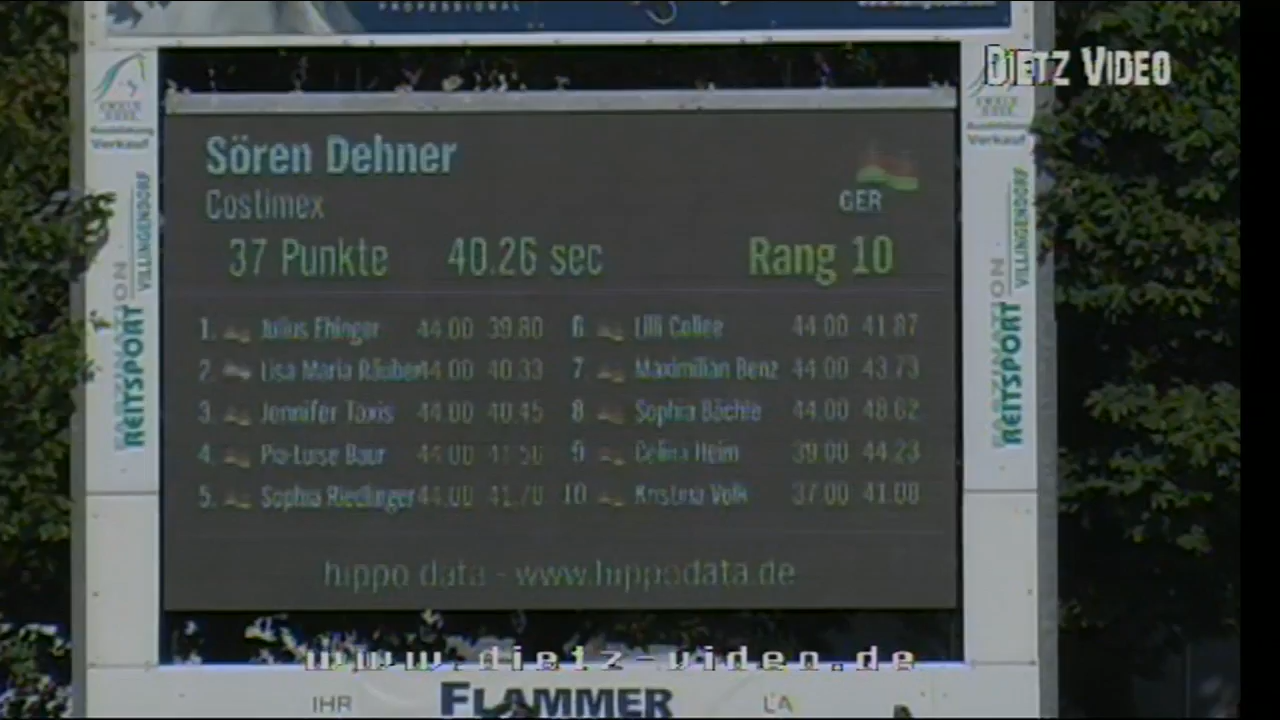 PROFESSIONAL
DIETZ VIDEO
Verkauf
Verkauf
VILLINGENDORF
REITSPORT
VILLINGENDORF
REITSPORT
Sören Dehner
Costimex
GER
37 Punkte 40.26 sec Rang 10
1. Julius Ehinger 44.00 39.80 6 Lilli Collee 44.00 41.87
2. Lisa Maria Räuber 44.00 40.33 7 Maximilian Benz 44.00 43.73
3. Jennifer Taxis 44.00 40.45 8 Sophia Bächle 44.00 48.62
4. Pia-Luise Baur 44.00 41.50 9 Celina Heim 39.00 44.23
5. Sophia Riedlinger 44.00 41.70 10 Kristina Volk 37.00 41.08
hippo data - www.hippodata.de
www.dietz-video.de
IHR FLAMMER LA